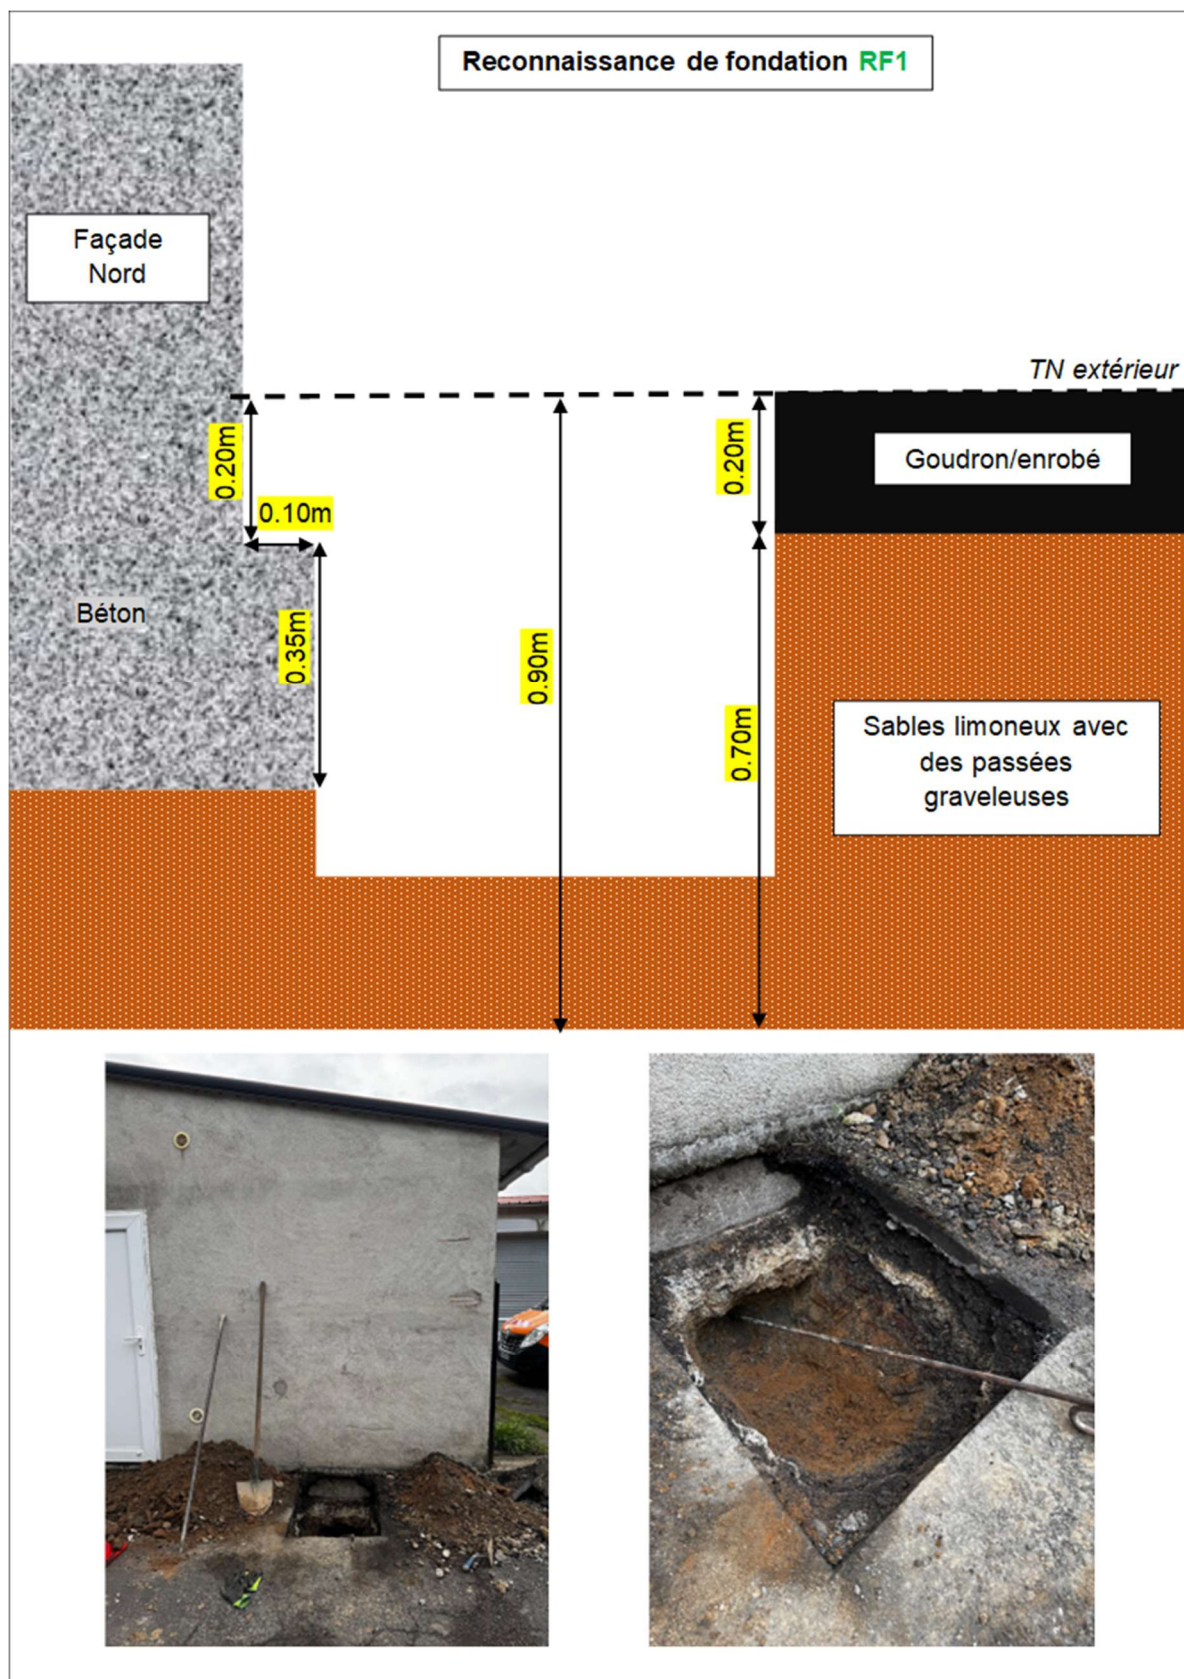 Reconnaissance de fondation RF1
Façade
Nord
TN extérieur
0.20m
0.20m
Goudron/enrobé
0.10m
Béton
0.35m
0.90m
0.70m
Sables limoneux avec
des passées
graveleuses